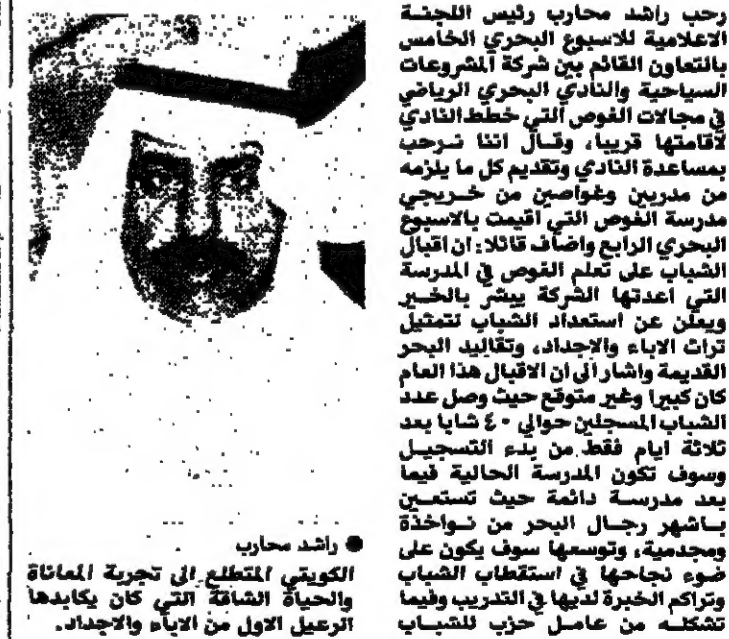 رحب راشد محارب رئيس اللجنة
الاعلامية للاسبوع البحري الخامس
بالتعاون القائم بين شركة المشروعات
السياحية والنادي البحري الرياضي
في مجالات الغوص التي خطط النادي
لاقامتها قريبا، وقال اننا نرحب
بمساعدة النادي وتقديم كل ما يلزمه
من مدربين وغواصين من خريجي
مدرسة الغوص التي اقيمت بالاسبوع
البحري الرابع واضاف قائلا: ان اقبال
الشباب على تعلم الغوص في المدرسة
التي اعدتها الشركة يبشر بالخير
ويعلن عن استعداد الشباب لتمثيل
تراث الاباء والاجداد، وتقاليد البحر
القديمة واشار الى ان الاقبال هذا العام
كان كبيرا وغير متوقع حيث وصل عدد
الشباب المسجلين حوالي ٤٠ شابا بعد
ثلاثة ايام فقط من بدء التسجيل
وسوف تكون المدرسة الحالية فيما
بعد مدرسة دائمة حيث تستعين
باشهر رجال البحر من نواخذة
ومجدمية، وتوسعها سوف يكون على
ضوء نجاحها في استقطاب الشباب
وتراكم الخبرة لديها في التدريب وفيما
تشكله من عامل حزب للشباب
● راشد محارب
الكويتي المتطلع الى تجربة المعاناة
والحياة الشاقة التي كان يكابدها
الرعيل الاول من الاباء والاجداد.